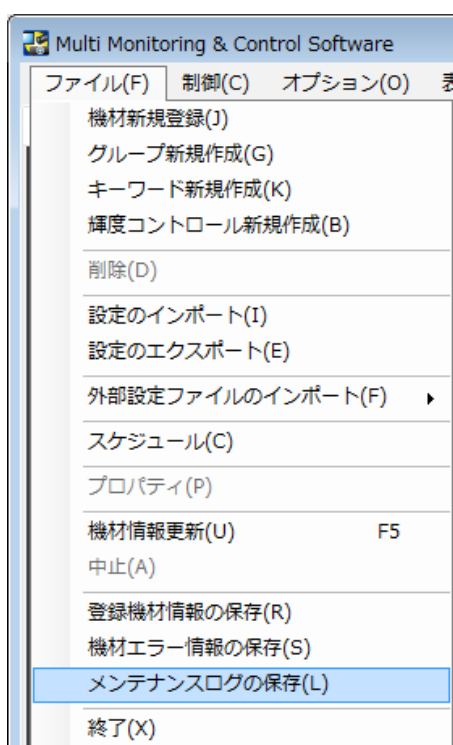 Multi Monitoring & Control Software
ファイル(F) 制御(C) オプション(O)
機材新規登録(J)
グループ新規作成(G)
キーワード新規作成(K)
輝度コントロール新規作成(B)
削除(D)
設定のインポート(I)
設定のエクスポート(E)
外部設定ファイルのインポート(F)
スケジュール(C)
プロパティ(P)
機材情報更新(U) F5
中止(A)
登録機材情報の保存(R)
機材エラー情報の保存(S)
メンテナンスログの保存(L)
終了(X)